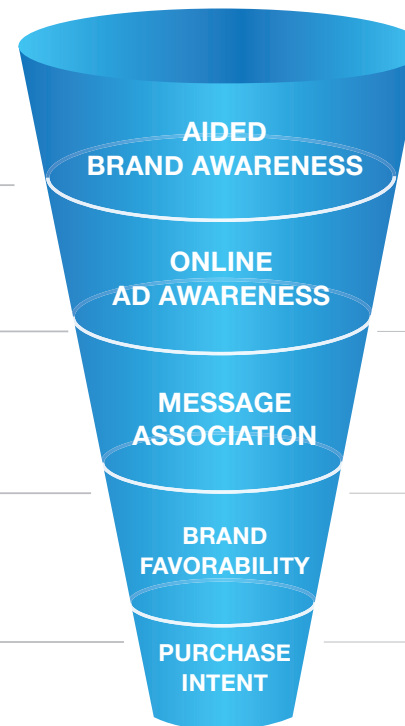 AIDED
BRAND AWARENESS
ONLINE
AD AWARENESS
MESSAGE
ASSOCIATION
BRAND
FAVORABILITY
PURCHASE
INTENT